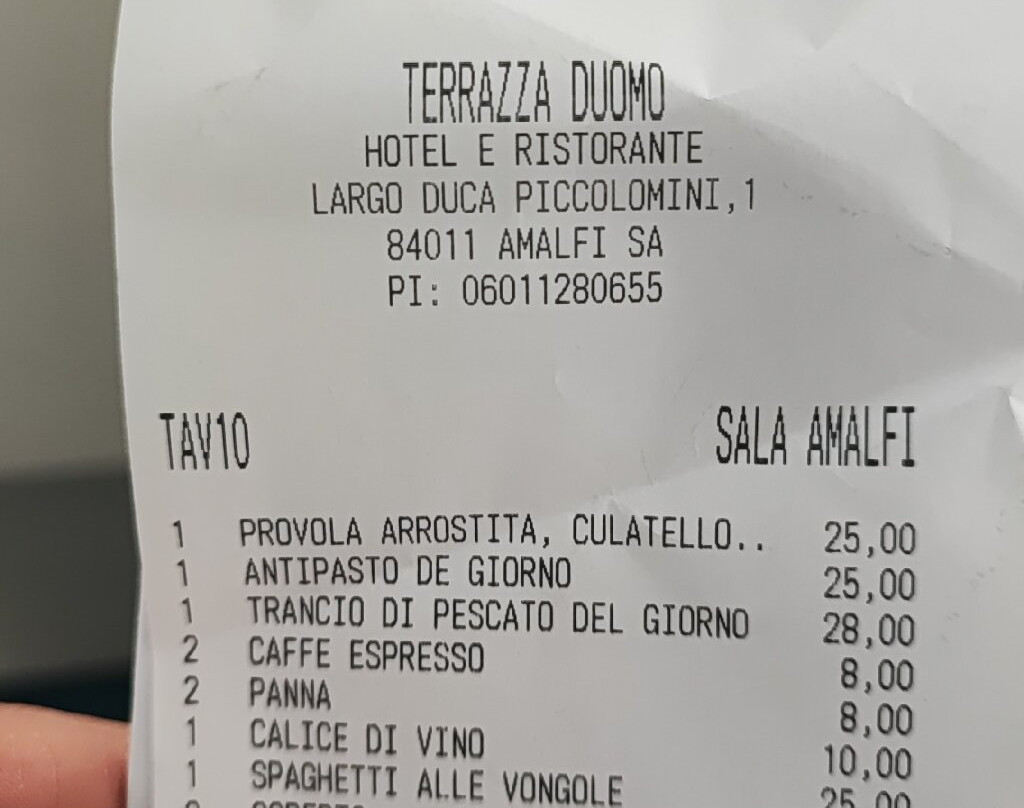 TERRAZZA DUOMO
HOTEL E RISTORANTE
LARGO DUCA PICCOLOMINI,1
84011 AMALFI SA
PI: 06011280655
TAV10 SALA AMALFI
1 PROVOLA ARROSTITA, CULATELLO.. 25,00
1 ANTIPASTO DE GIORNO 25,00
1 TRANCIO DI PESCATO DEL GIORNO 28,00
2 CAFFE ESPRESSO 8,00
2 PANNA 8,00
1 CALICE DI VINO 10,00
1 SPAGHETTI ALLE VONGOLE 25,00